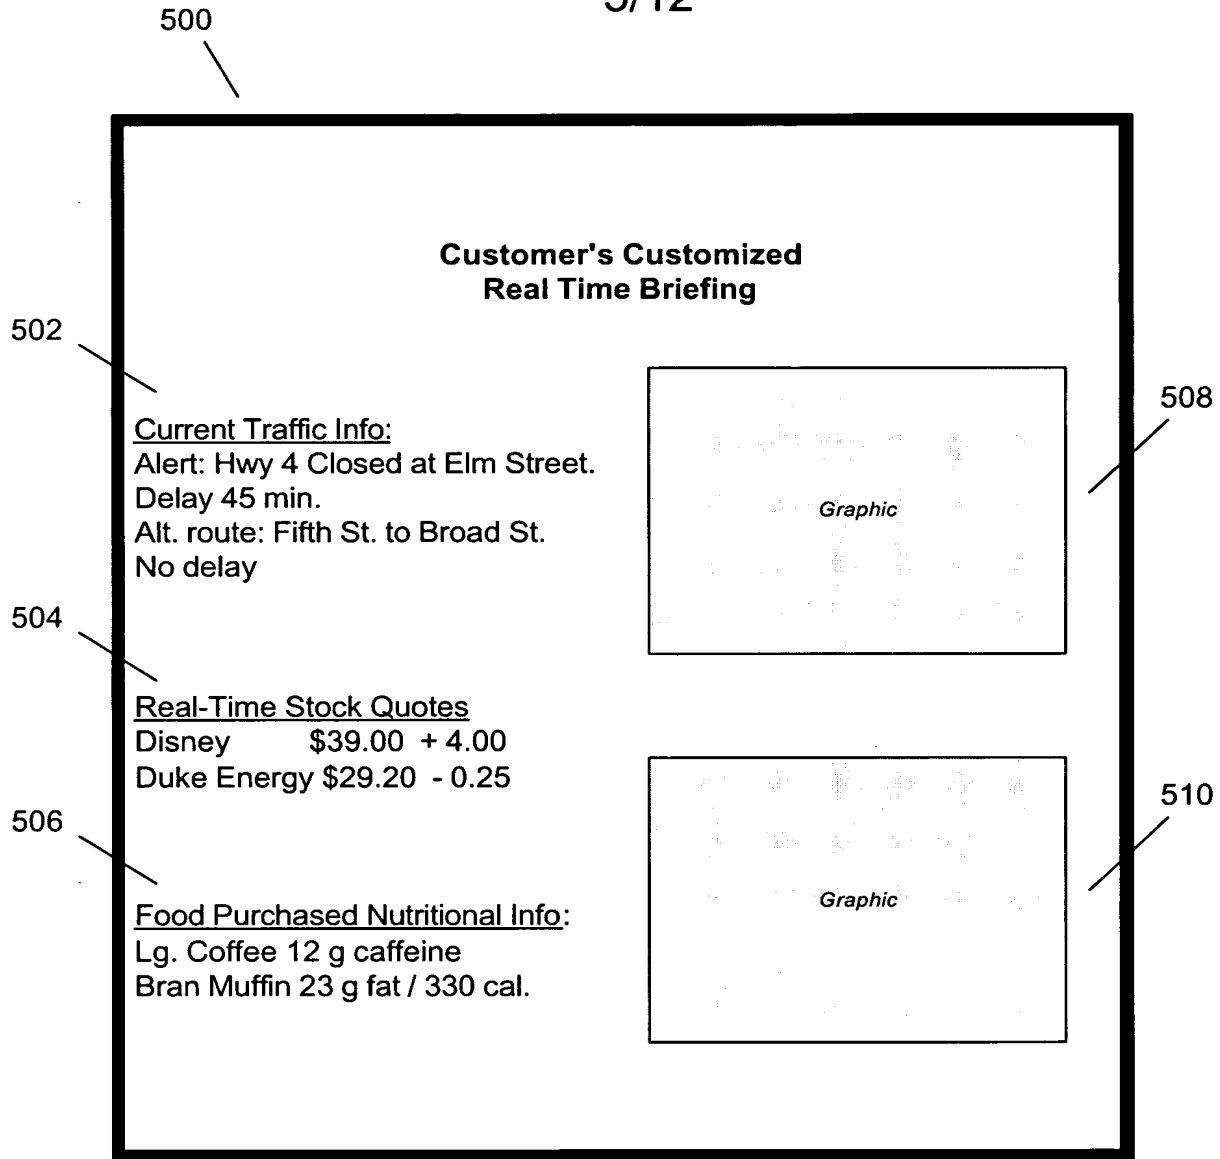 5/12
500
Customer's Customized
Real Time Briefing
502
Current Traffic Info:
Alert: Hwy 4 Closed at Elm Street.
Delay 45 min.
Alt. route: Fifth St. to Broad St.
No delay
504
Real-Time Stock Quotes
Disney $39.00 + 4.00
Duke Energy $29.20 - 0.25
506
Food Purchased Nutritional Info:
Lg. Coffee 12 g caffeine
Bran Muffin 23 g fat / 330 cal.
508
Graphic
510
Graphic